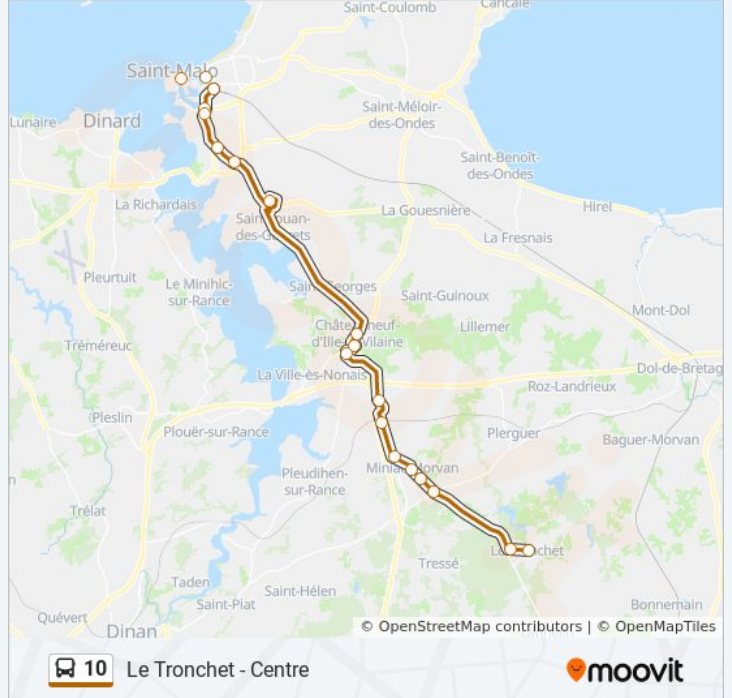 Saint-Coulomb
Cancale
Saint-Malo
Saint-Méloir-
des-Ondes
Lunaire
Dinard
Saint-Benoît-
des-Ondes
La Richardais
La Gouesnière
Hirel
Saint-Jouan-
des-Guérets
La Fresnais
Pleurtuit
Le Minihic-
sur-Rance
Saint-Georges
Saint-Guinoux
Mont-Dol
Châteauneuf-
d'Ille-et-Vilaine
Lillemer
Tréméreuc
La Ville-ès-Nonais
Dol-de-Bretag
Roz-Landrieux
Pleslin
Plouër-sur-Rance
Plerguer
Baguer-Morvan
Miniac-Morvan
Pleudihen-
sur-Rance
Trélat
Le Tronchet
Tressé
Taden
Saint-Hélen
Saint-Piat
Bonnemain
Quévert
Dinan
© OpenStreetMap contributors | © OpenMapTiles
10 Le Tronchet - Centre
moovit